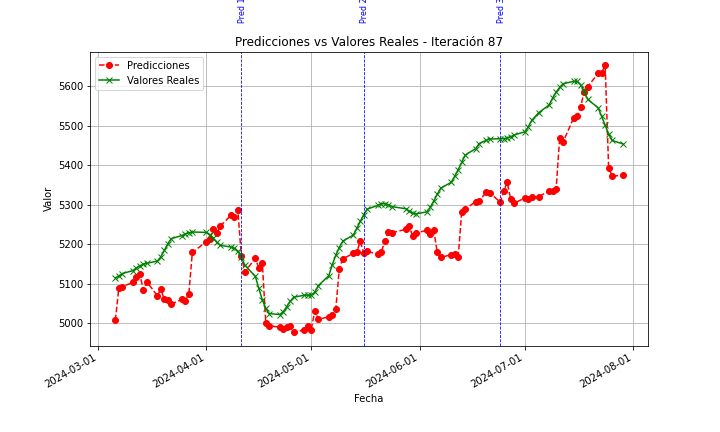 Pred 1
Pred 2
Pred 3
Predicciones vs Valores Reales - Iteración 87
Predicciones
Valores Reales
Valor
5600
5500
5400
5300
5200
5100
5000
2024-03-01
2024-04-01
2024-05-01
2024-06-01
2024-07-01
2024-08-01
Fecha